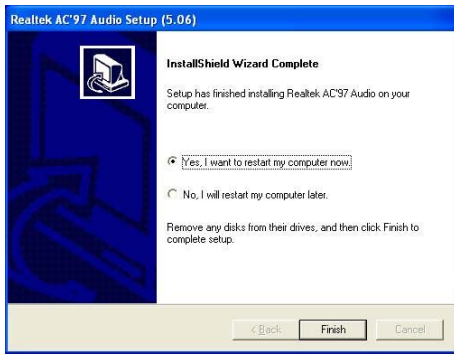 Realtek AC'97 Audio Setup (5.06)
InstallShield Wizard Complete
Setup has finished installing Realtek AC'97 Audio on your
computer.
Yes, I want to restart my computer now.
No, I will restart my computer later.
Remove any disks from their drives, and then click Finish to
complete setup.
< Back Finish Cancel